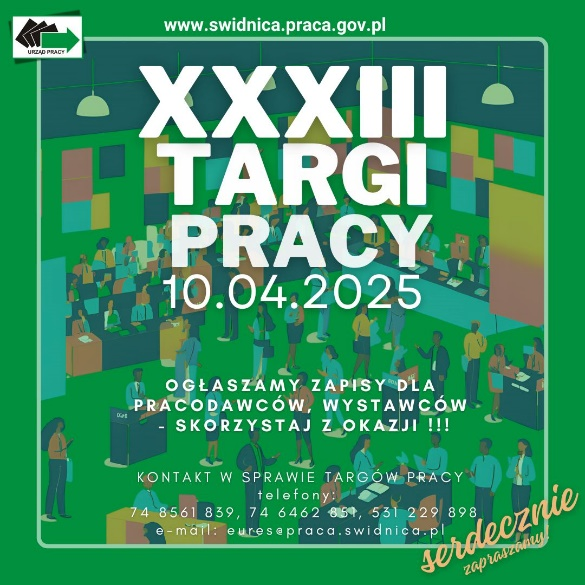 www.swidnica.praca.gov.pl
URZĄD PRACY
XXXIII
TARGI
PRACY
10.04.2025
OGŁASZAMY ZAPISY DLA
PRACODAWCÓW, WYSTAWCÓW
- SKORZYSTAJ Z OKAZJI !!!
KONTAKT W SPRAWIE TARGÓW PRACY
telefony:
74 8561 839, 74 6462 851, 531 229 898
e-mail: eures@praca.swidnica.pl
serdecznie
zapraszamy!